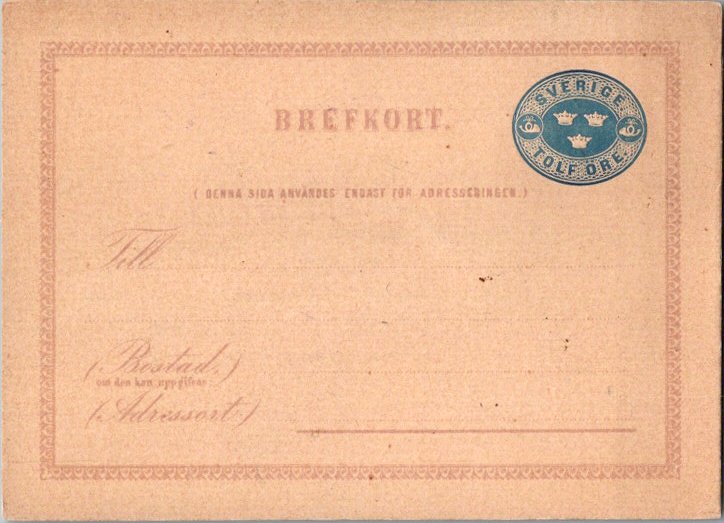 SVERIGE
TOLF ÖRE.
BREFKORT.
( DENNA SIDA ANVÄNDES ENDAST FÖR ADRESSERINGEN. )
Till
(Bostad.)
om den kan uppgifvas
(Adressort.)